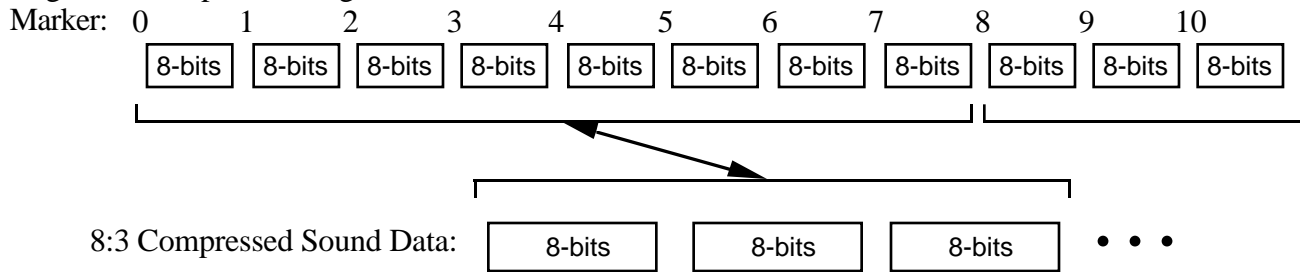 Marker: 0 1 2 3 4 5 6 7 8 9 10
8-bits 8-bits 8-bits 8-bits 8-bits 8-bits 8-bits 8-bits 8-bits 8-bits 8-bits
8:3 Compressed Sound Data: 8-bits 8-bits 8-bits • • •